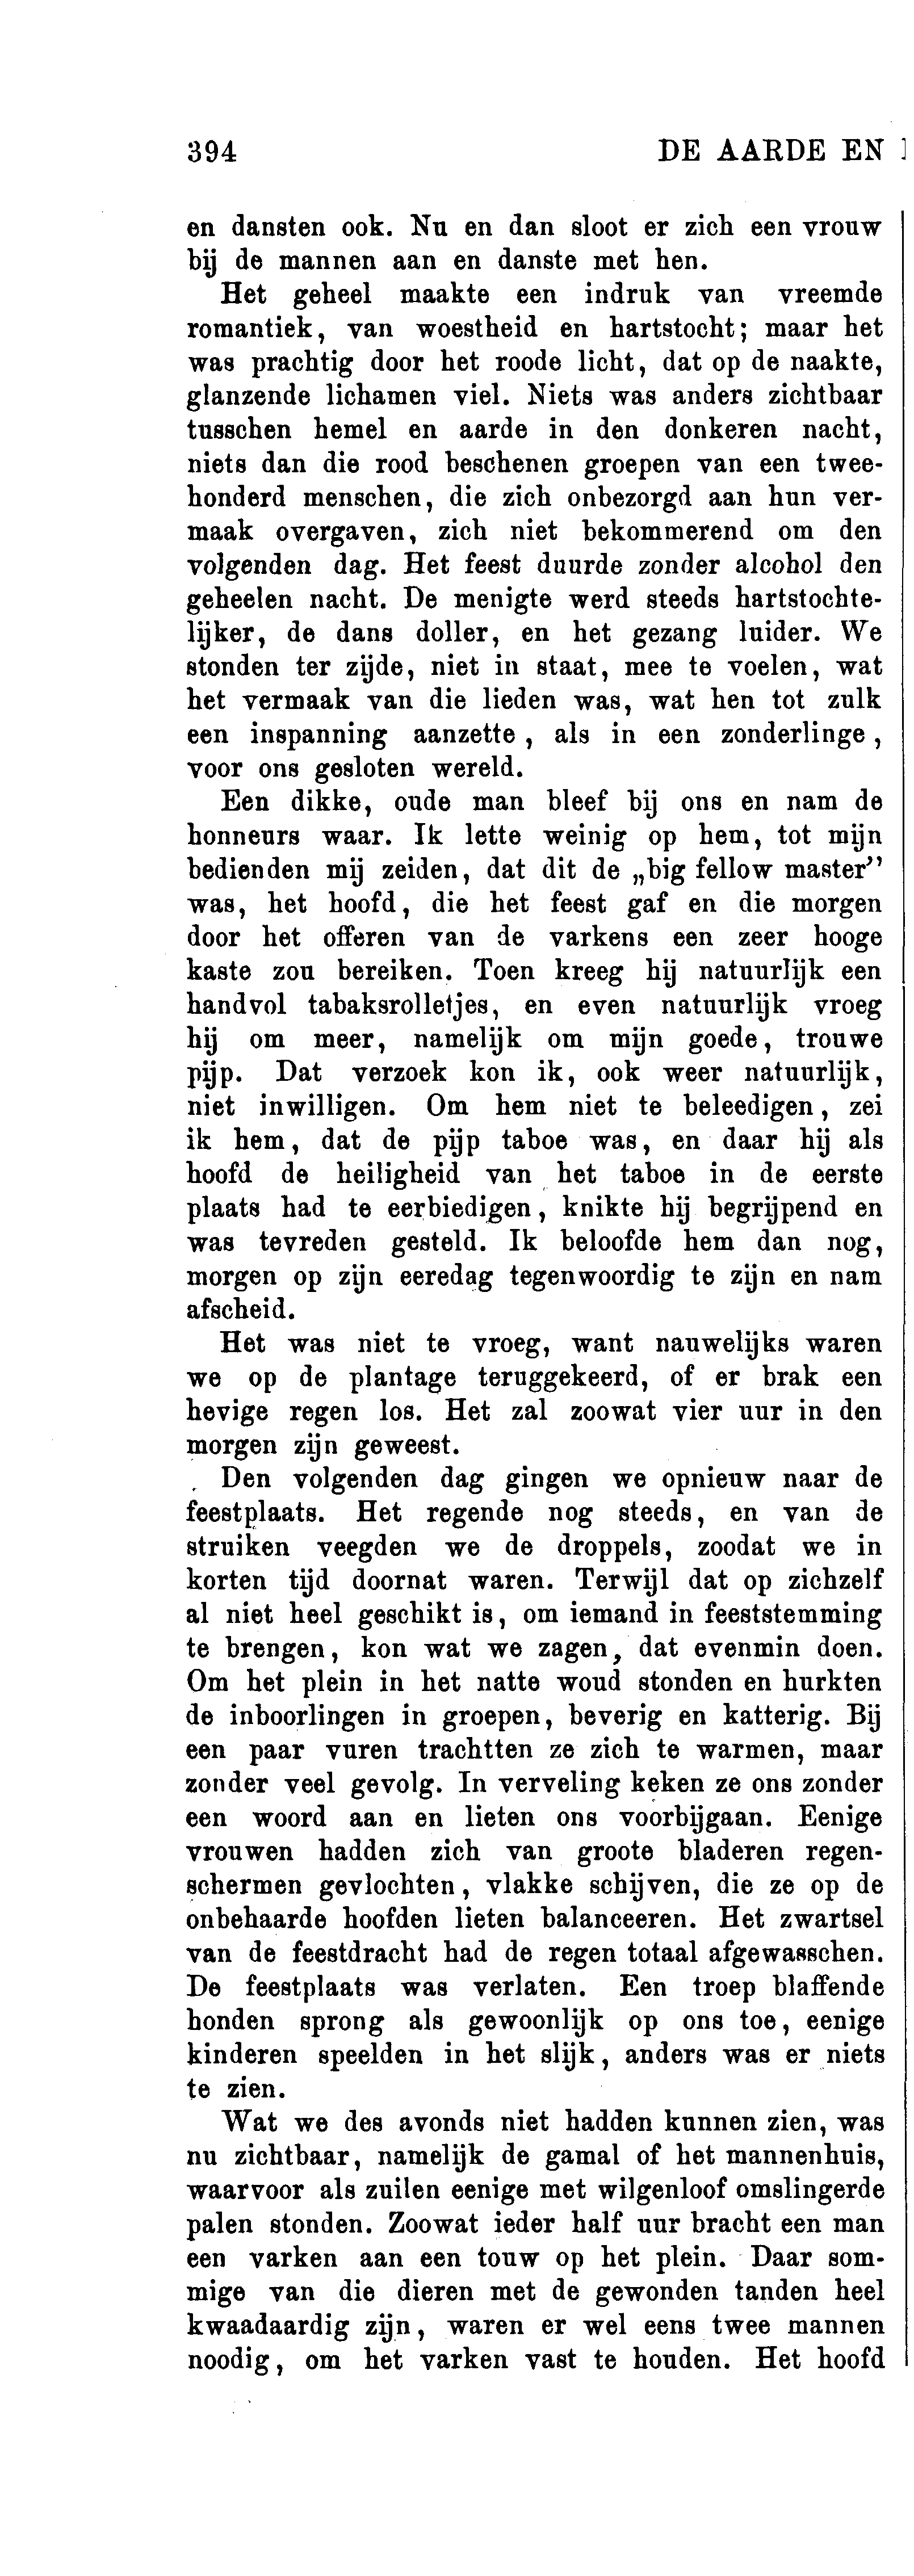 394 DE AARDE EN
en dansten ook. Nu en dan sloot er zich een vrouw
bij de mannen aan en danste met hen.
Het geheel maakte een indruk van vreemde
romantiek, van woestheid en hartstocht; maar het
was prachtig door het roode licht, dat op de naakte,
glanzende lichamen viel. Niets was anders zichtbaar
tusschen hemel en aarde in den donkeren nacht,
niets dan die rood beschenen groepen van een twee-
honderd menschen, die zich onbezorgd aan hun ver-
maak overgaven, zich niet bekommerend om den
volgenden dag. Het feest duurde zonder alcohol den
geheelen nacht. De menigte werd steeds hartstochte-
lijker, de dans doller, en het gezang luider. We
stonden ter zijde, niet in staat, mee te voelen, wat
het vermaak van die lieden was, wat hen tot zulk
een inspanning aanzette, als in een zonderlinge,
voor ons gesloten wereld.
Een dikke, oude man bleef bij ons en nam de
honneurs waar. Ik lette weinig op hem, tot mijn
bedienden mij zeiden, dat dit de „big fellow master”
was, het hoofd, die het feest gaf en die morgen
door het offeren van de varkens een zeer hooge
kaste zou bereiken. Toen kreeg hij natuurlijk een
handvol tabaksrolletjes, en even natuurlijk vroeg
hij om meer, namelijk om mijn goede, trouwe
pijp. Dat verzoek kon ik, ook weer natuurlijk,
niet inwilligen. Om hem niet te beleedigen, zei
ik hem, dat de pijp taboe was, en daar hij als
hoofd de heiligheid van het taboe in de eerste
plaats had te eerbiedigen, knikte hij begrijpend en
was tevreden gesteld. Ik beloofde hem dan nog,
morgen op zijn eeredag tegenwoordig te zijn en nam
afscheid.
Het was niet te vroeg, want nauwelijks waren
we op de plantage teruggekeerd, of er brak een
hevige regen los. Het zal zoowat vier uur in den
morgen zijn geweest.
Den volgenden dag gingen we opnieuw naar de
feestplaats. Het regende nog steeds, en van de
struiken veegden we de droppels, zoodat we in
korten tijd doornat waren. Terwijl dat op zichzelf
al niet heel geschikt is, om iemand in feeststemming
te brengen, kon wat we zagen, dat evenmin doen.
Om het plein in het natte woud stonden en hurkten
de inboorlingen in groepen, beverig en katterig. Bij
een paar vuren trachtten ze zich te warmen, maar
zonder veel gevolg. In verveling keken ze ons zonder
een woord aan en lieten ons voorbijgaan. Eenige
vrouwen hadden zich van groote bladeren regen-
schermen gevlochten, vlakke schijven, die ze op de
onbehaarde hoofden lieten balanceeren. Het zwartsel
van de feestdracht had de regen totaal afgewasschen.
De feestplaats was verlaten. Een troep blaffende
honden sprong als gewoonlijk op ons toe, eenige
kinderen speelden in het slijk, anders was er niets
te zien.
Wat we des avonds niet hadden kunnen zien, was
nu zichtbaar, namelijk de gamal of het mannenhuis,
waarvoor als zuilen eenige met wilgenloof omslingerde
palen stonden. Zoowat ieder half uur bracht een man
een varken aan een touw op het plein. Daar som-
mige van die dieren met de gewonden tanden heel
kwaadaardig zijn, waren er wel eens twee mannen
noodig, om het varken vast te houden. Het hoofd